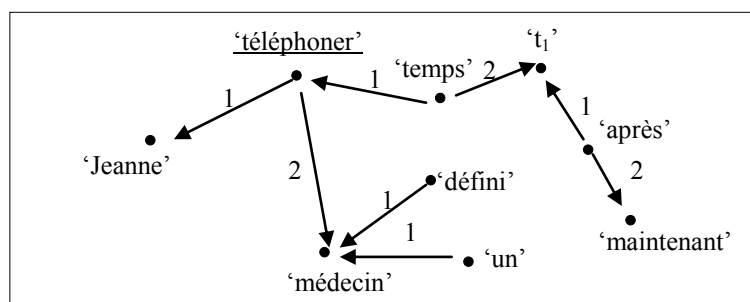 ‘téléphoner’
‘t₁’
‘temps’
2
1
1
1
‘après’
‘Jeanne’
2
‘défini’
2
1
1
‘maintenant’
‘un’
‘médecin’